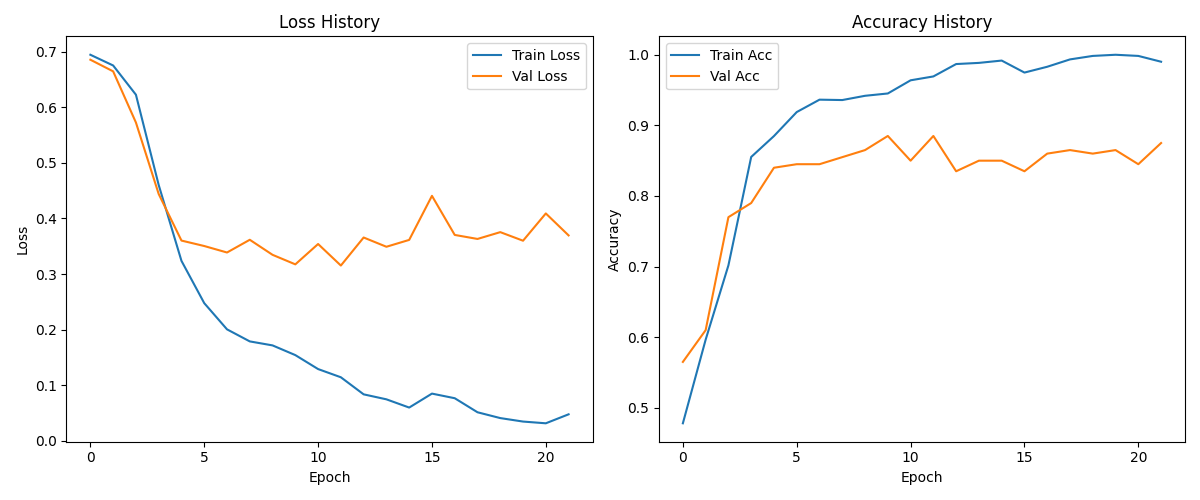 Loss History
Train Loss
Val Loss
0.7
0.6
0.5
0.4
0.3
0.2
0.1
0.0
Loss
0
5
10
15
20
Epoch
Accuracy History
Train Acc
Val Acc
1.0
0.9
0.8
0.7
0.6
0.5
Accuracy
0
5
10
15
20
Epoch